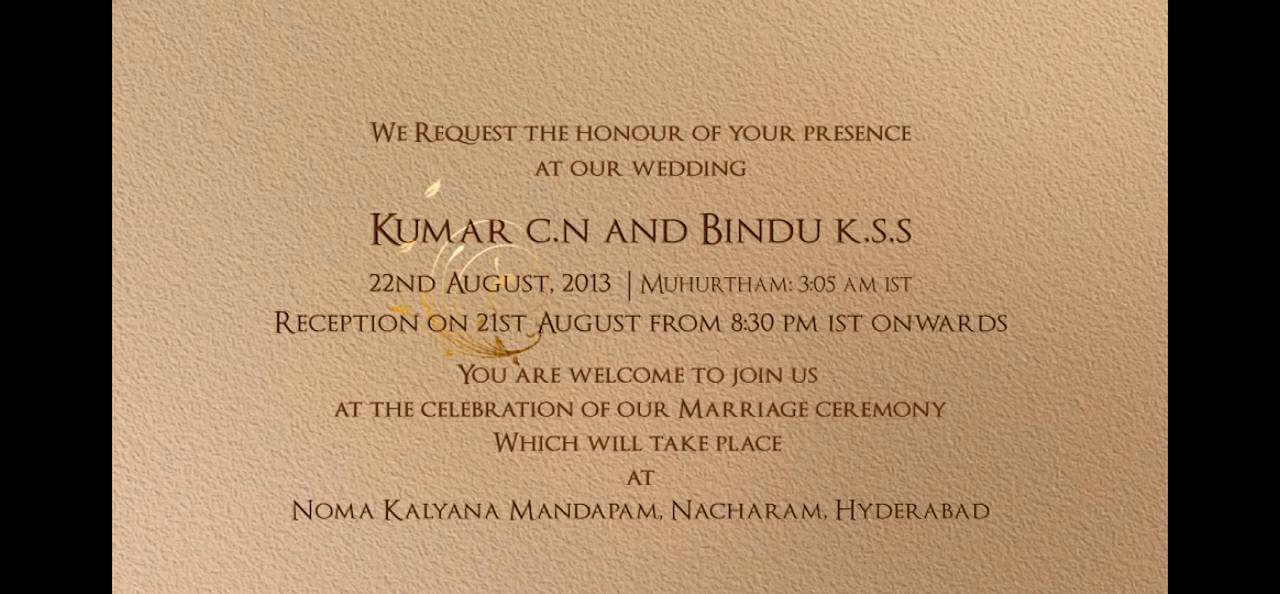 We Request the honour of your presence
at our wedding
Kumar C.N and Bindu K.S.S
22nd August, 2013 | Muhurtham: 3:05 am IST
Reception on 21st August from 8:30 pm IST onwards
You are welcome to join us
at the celebration of our Marriage ceremony
Which will take place
at
Noma Kalyana Mandapam, Nacharam, Hyderabad